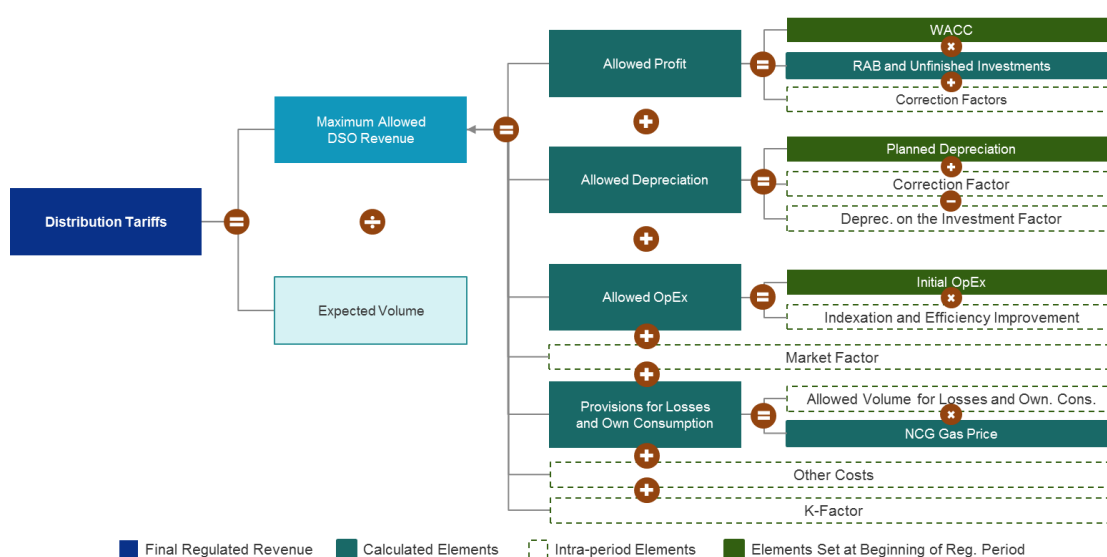 WACC
RAB and Unfinished Investments
Correction Factors
Allowed Profit
Maximum Allowed
DSO Revenue
Planned Depreciation
Correction Factor
Deprec. on the Investment Factor
Allowed Depreciation
Distribution Tariffs
Expected Volume
Allowed OpEx
Initial OpEx
Indexation and Efficiency Improvement
Market Factor
Provisions for Losses
and Own Consumption
Allowed Volume for Losses and Own. Cons.
NCG Gas Price
Other Costs
K-Factor
Final Regulated Revenue
Calculated Elements
Intra-period Elements
Elements Set at Beginning of Reg. Period